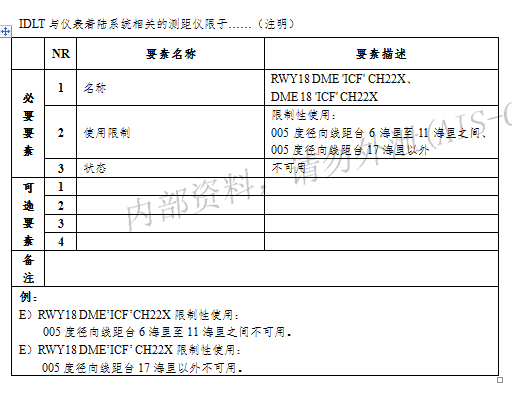 IDLT 与仪表着陆系统相关的测距仪限于……（注明）
NR 要素名称 要素描述
必要要素
1 名称 RWY18 DME 'ICF' CH22X、
DME 18 'ICF' CH22X
2 使用限制 限制性使用：
005 度径向线距台 6 海里至 11 海里之间、
005 度径向线距台 17 海里以外
3 状态 不可用
可选要素
1
2
3
4
备注
例：
E）RWY18 DME’ICF’CH22X 限制性使用：
005 度径向线距台 6 海里至 11 海里之间不可用。
E）RWY18 DME’ICF’ CH22X 限制性使用：
005 度径向线距台 17 海里以外不可用。
内部资料，请勿外泄(AIS-C